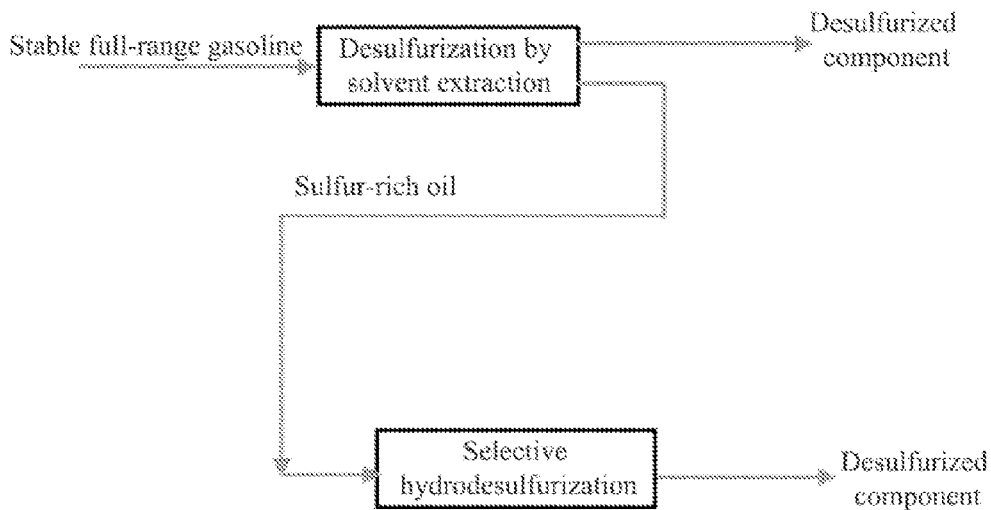 Stable full-range gasoline
Desulfurization by
solvent extraction
Desulfurized
component
Sulfur-rich oil
Selective
hydrodesulfurization
Desulfurized
component